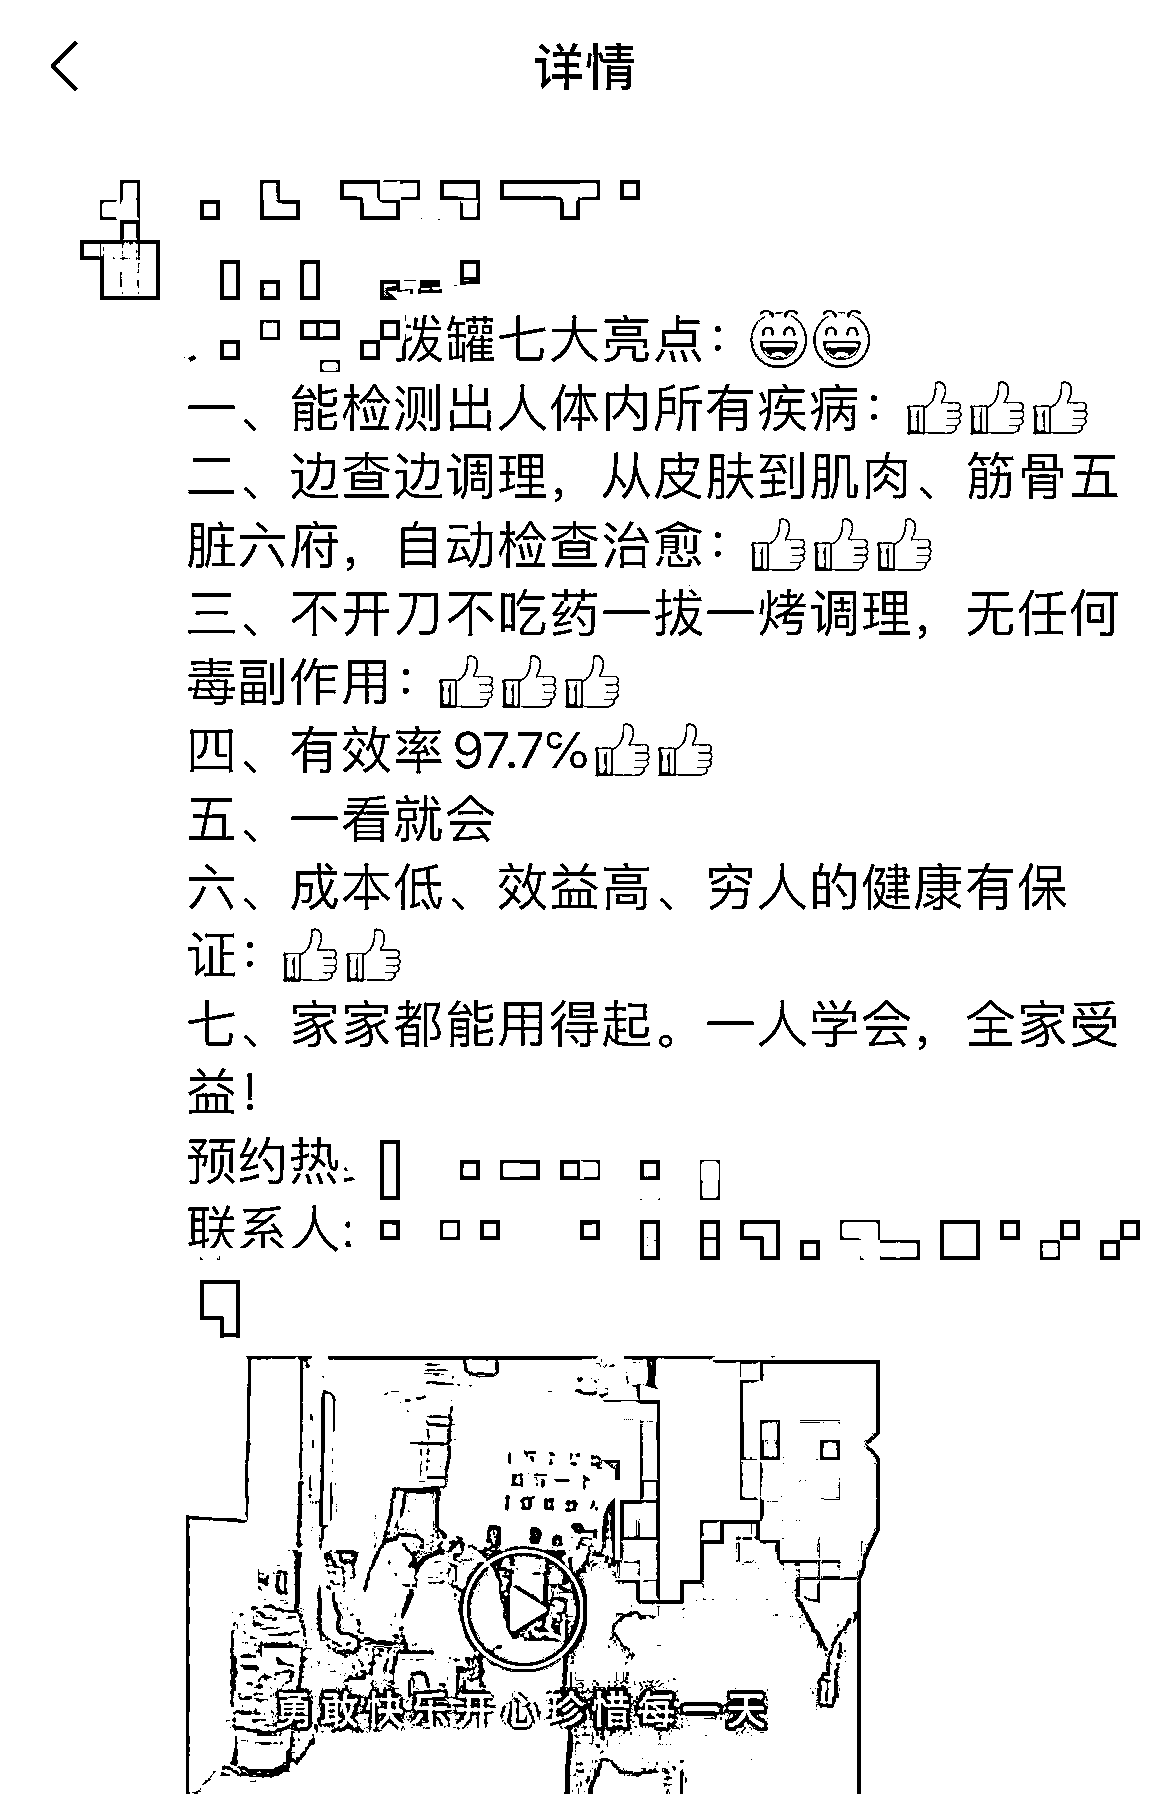 详情
拨罐七大亮点：😄😄
一、能检测出人体内所有疾病：👍👍👍
二、边查边调理，从皮肤到肌肉、筋骨五
脏六府，自动检查治愈：👍👍👍
三、不开刀不吃药一拔一烤调理，无任何
毒副作用：👍👍👍
四、有效率97.7%👍👍
五、一看就会
六、成本低、效益高、穷人的健康有保
证：👍👍
七、家家都能用得起。一人学会，全家受
益！
预约热
联系人：
勇敢快乐开心珍惜每一天